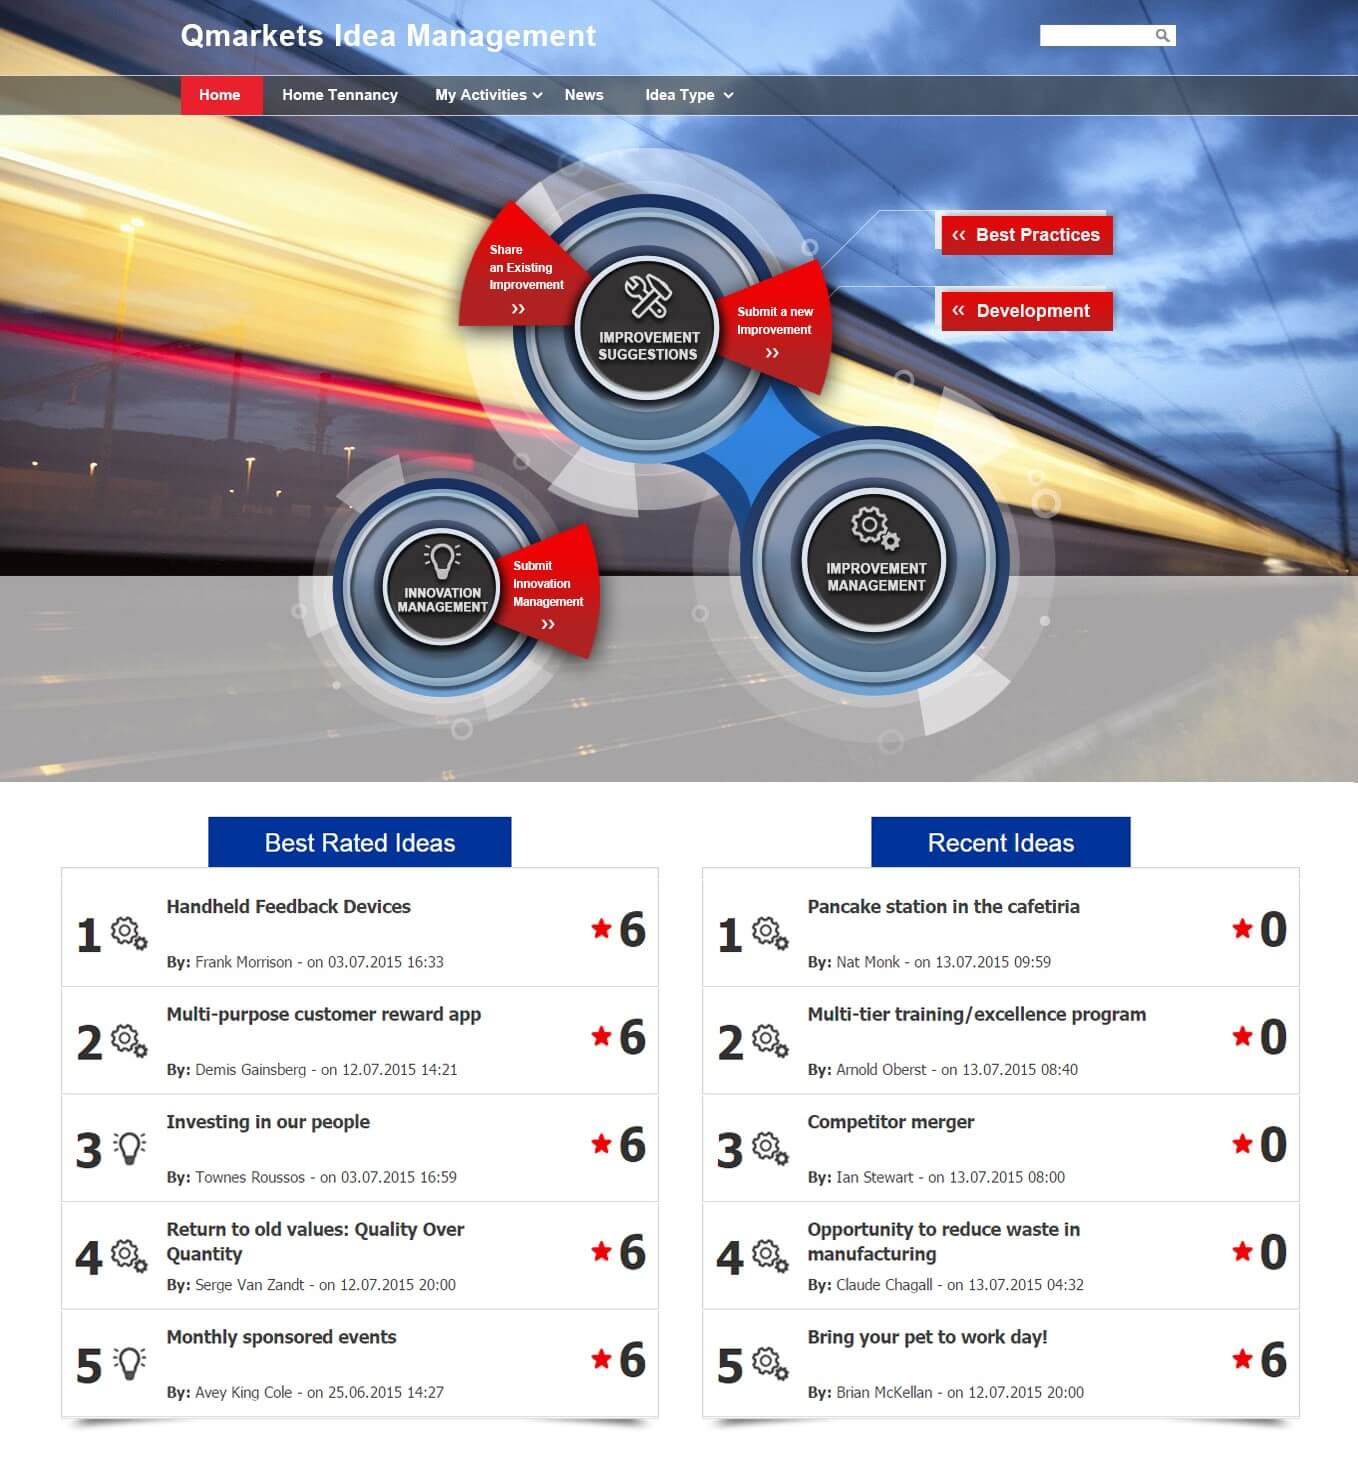 Qmarkets Idea Management
Home
Home Tennancy
My Activities
News
Idea Type
Share
an Existing
Improvement
IMPROVEMENT
SUGGESTIONS
Submit a new
Improvement
Best Practices
Development
INNOVATION
MANAGEMENT
Submit
Innovation
Management
IMPROVEMENT
MANAGEMENT
Best Rated Ideas
1
Handheld Feedback Devices
By: Frank Morrison - on 03.07.2015 16:33
6
2
Multi-purpose customer reward app
By: Demis Gainsberg - on 12.07.2015 14:21
6
3
Investing in our people
By: Townes Roussos - on 03.07.2015 16:59
6
4
Return to old values: Quality Over
Quantity
By: Serge Van Zandt - on 12.07.2015 20:00
6
5
Monthly sponsored events
By: Avey King Cole - on 25.06.2015 14:27
6
Recent Ideas
1
Pancake station in the cafetiria
By: Nat Monk - on 13.07.2015 09:59
0
2
Multi-tier training/excellence program
By: Arnold Oberst - on 13.07.2015 08:40
0
3
Competitor merger
By: Ian Stewart - on 13.07.2015 08:00
0
4
Opportunity to reduce waste in
manufacturing
By: Claude Chagall - on 13.07.2015 04:32
0
5
Bring your pet to work day!
By: Brian McKellan - on 12.07.2015 20:00
6